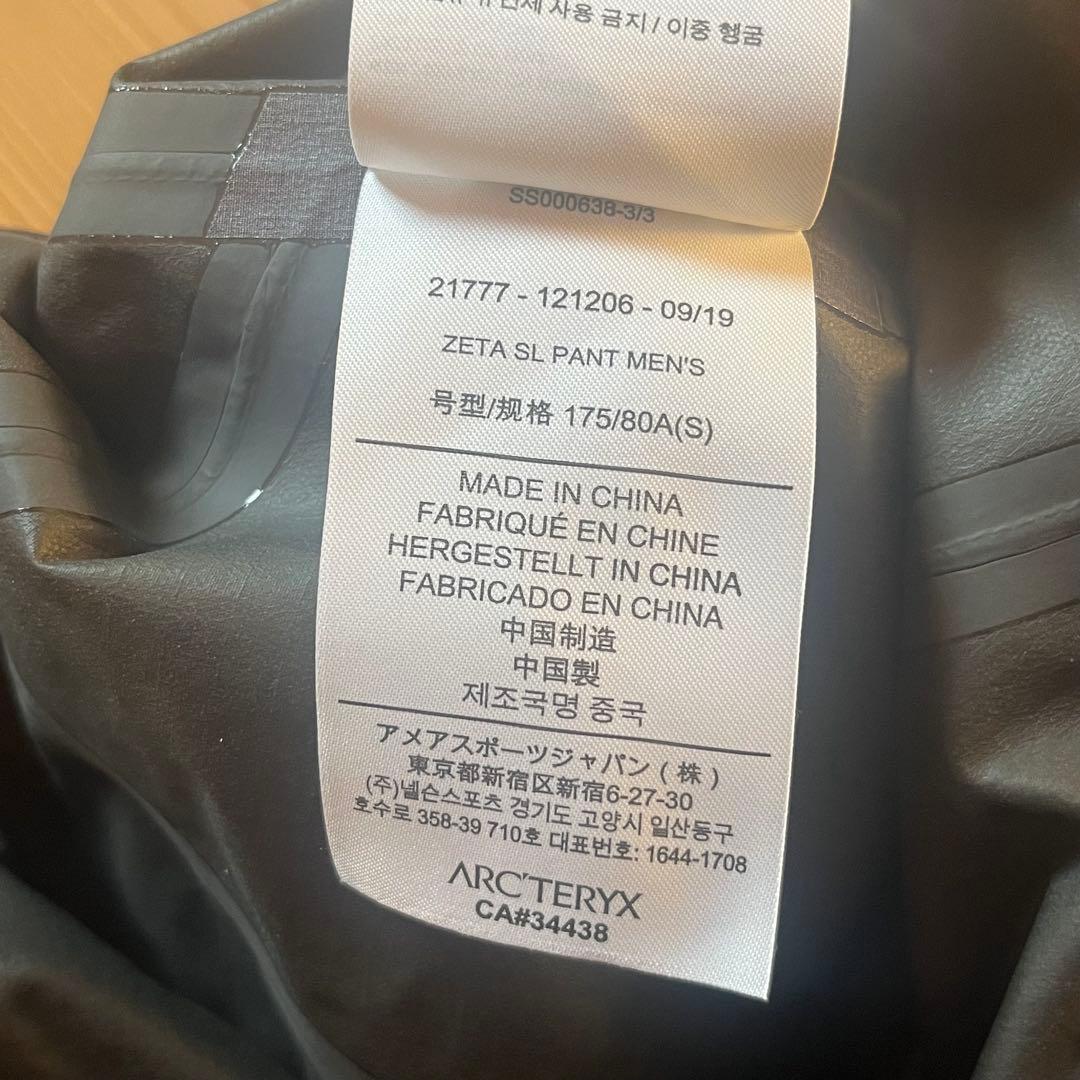 사용 금지 / 이중 행굼
SS000638-3/3
21777 - 121206 - 09/19
ZETA SL PANT MEN'S
号型/规格 175/80A(S)
MADE IN CHINA
FABRIQUÉ EN CHINE
HERGESTELLT IN CHINA
FABRICADO EN CHINA
中国制造
中国製
제조국명 중국
アメアスポーツジャパン ( 株 )
東京都新宿区新宿6-27-30
(주)넬슨스포츠 경기도 고양시 일산동구
호수로 358-39 710호 대표번호: 1644-1708
ARC'TERYX
CA#34438